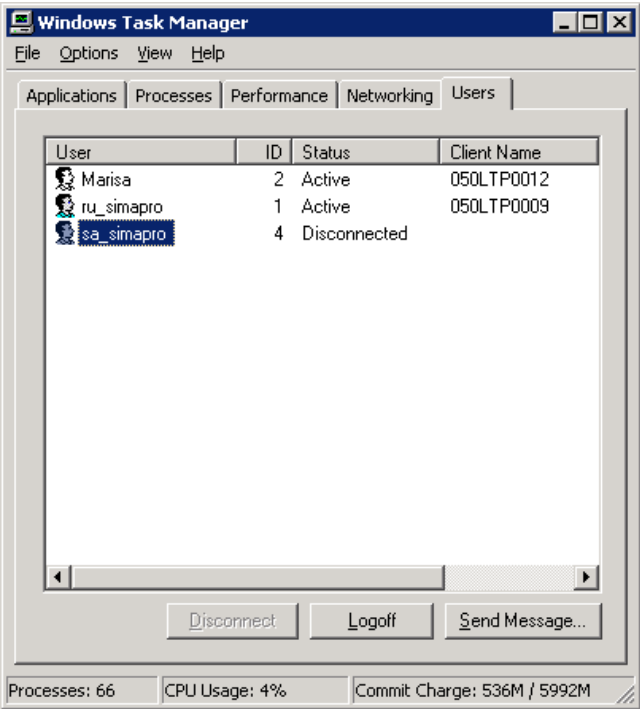 Windows Task Manager
File Options View Help
Applications Processes Performance Networking Users
User ID Status Client Name
Marisa 2 Active 050LTP0012
ru_simapro 1 Active 050LTP0009
sa_simapro 4 Disconnected
Disconnect Logoff Send Message...
Processes: 66 CPU Usage: 4% Commit Charge: 536M / 5992M